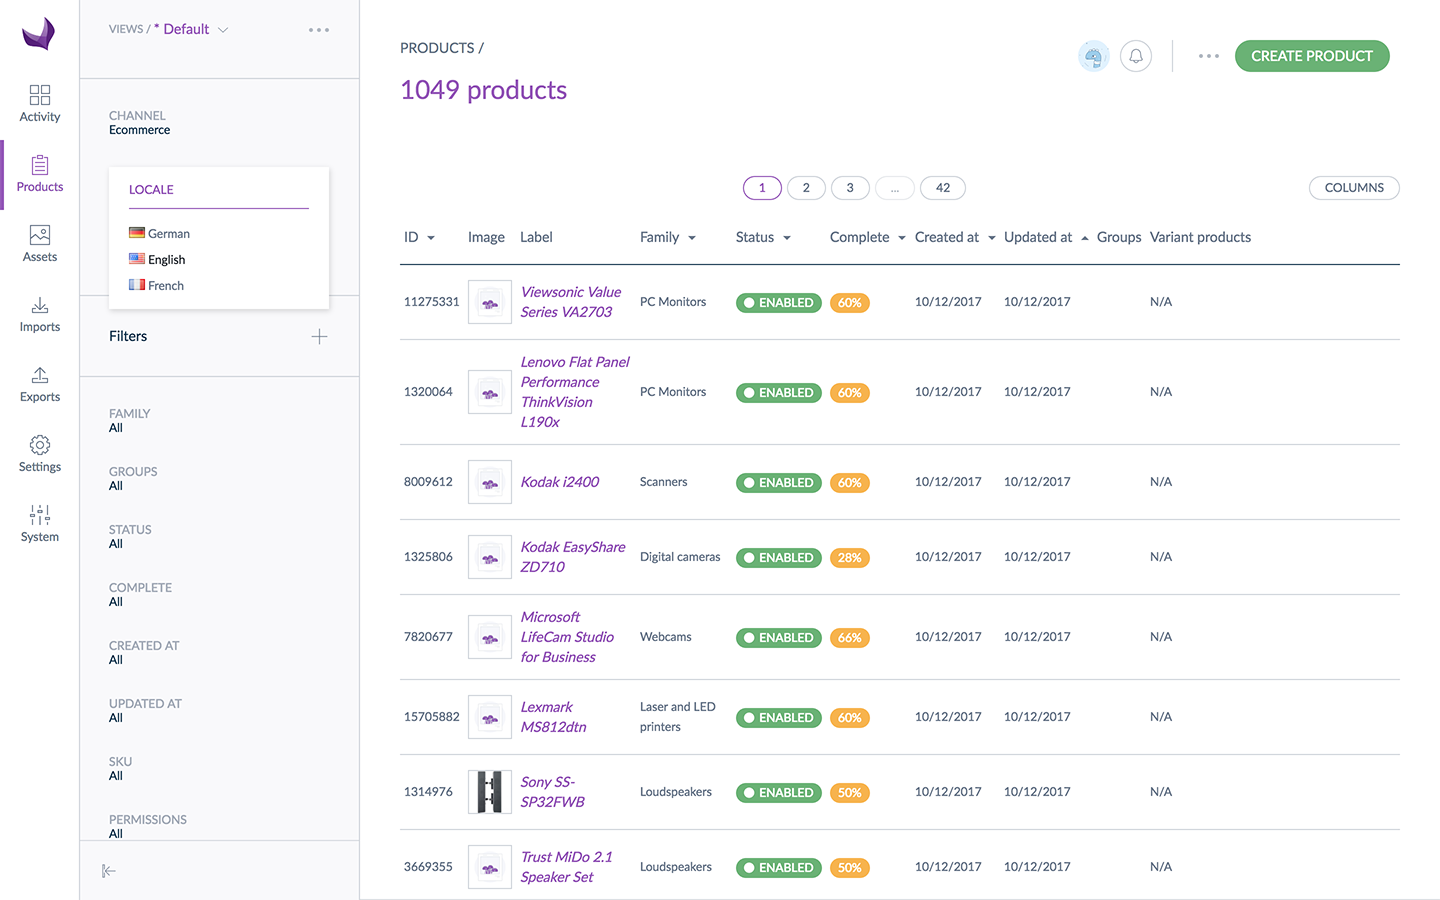 VIEWS / * Default
Activity
Products
Assets
Imports
Exports
Settings
System
CHANNEL
Ecommerce
LOCALE
German
English
French
Filters
FAMILY
All
GROUPS
All
STATUS
All
COMPLETE
All
CREATED AT
All
UPDATED AT
All
SKU
All
PERMISSIONS
All
PRODUCTS /
1049 products
CREATE PRODUCT
1 2 3 ... 42
COLUMNS
ID Image Label Family Status Complete Created at Updated at Groups Variant products
11275331 Viewsonic Value PC Monitors ENABLED 60% 10/12/2017 10/12/2017 N/A
Series VA2703
Lenovo Flat Panel
Performance
1320064 PC Monitors ENABLED 60% 10/12/2017 10/12/2017 N/A
ThinkVision
L190x
8009612 Kodak i2400 Scanners ENABLED 60% 10/12/2017 10/12/2017 N/A
1325806 Kodak EasyShare Digital cameras ENABLED 28% 10/12/2017 10/12/2017 N/A
ZD710
Microsoft
7820677 LifeCam Studio Webcams ENABLED 66% 10/12/2017 10/12/2017 N/A
for Business
15705882 Lexmark Laser and LED ENABLED 60% 10/12/2017 10/12/2017 N/A
MS812dtn printers
1314976 Sony SS- Loudspeakers ENABLED 50% 10/12/2017 10/12/2017 N/A
SP32FWB
3669355 Trust MiDo 2.1 Loudspeakers ENABLED 50% 10/12/2017 10/12/2017 N/A
Speaker Set